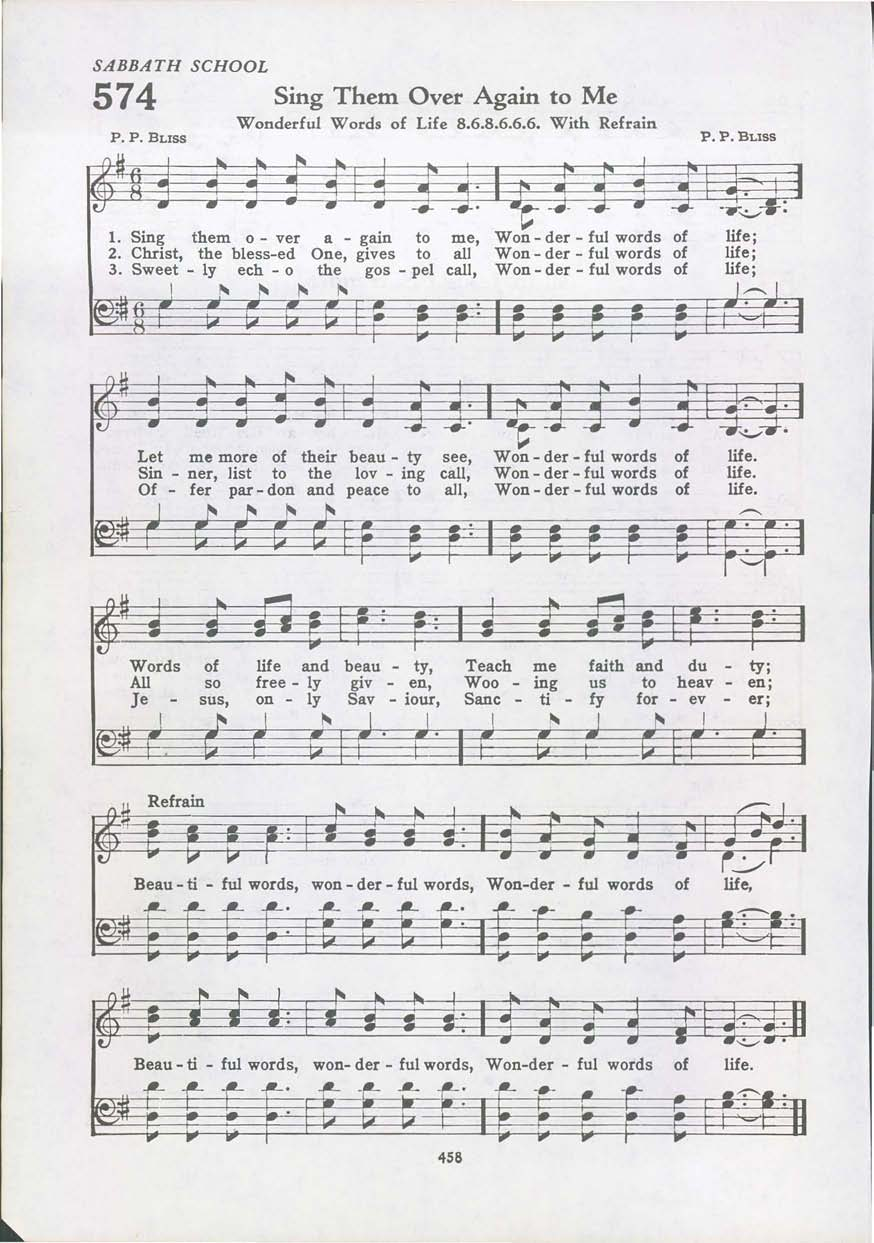 SABBATH SCHOOL
574
Sing Them Over Again to Me
Wonderful Words of Life 8.6.8.6.6.6. With Refrain
P. P. BLISS P. P. BLISS
6
8
1. Sing them o - ver a - gain to me, Won - der - ful words of life;
2. Christ, the bless-ed One, gives to all Won - der - ful words of life;
3. Sweet - ly ech - o the gos - pel call, Won - der - ful words of life;
6
8
Let me more of their beau - ty see, Won - der - ful words of life.
Sin - ner, list to the lov - ing call, Won - der - ful words of life.
Of - fer par - don and peace to all, Won - der - ful words of life.
Words of life and beau - ty, Teach me faith and du - ty;
All so free - ly giv - en, Woo - ing us to heav - en;
Je - sus, on - ly Sav - iour, Sanc - ti - fy for - ev - er;
Refrain
Beau - ti - ful words, won - der - ful words, Won-der - ful words of life,
Beau - ti - ful words, won- der - ful words, Won-der - ful words of life.
458